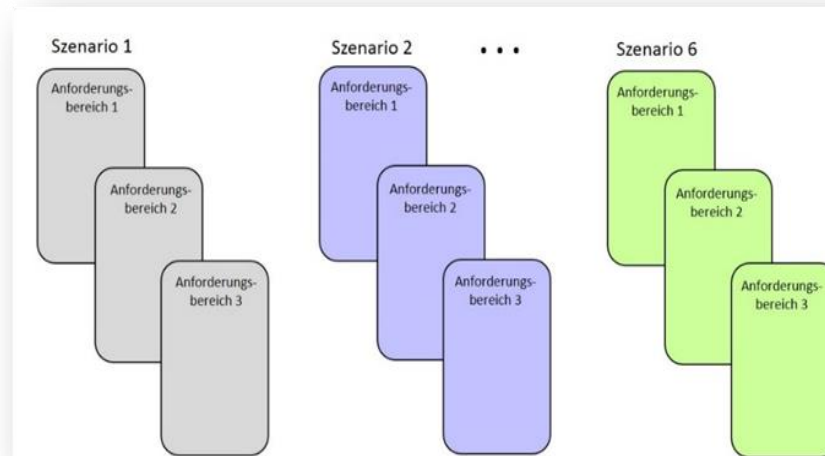 Szenario 1
Szenario 2
• • •
Szenario 6
Anforderungs-
bereich 1
Anforderungs-
bereich 2
Anforderungs-
bereich 3
Anforderungs-
bereich 1
Anforderungs-
bereich 2
Anforderungs-
bereich 3
Anforderungs-
bereich 1
Anforderungs-
bereich 2
Anforderungs-
bereich 3